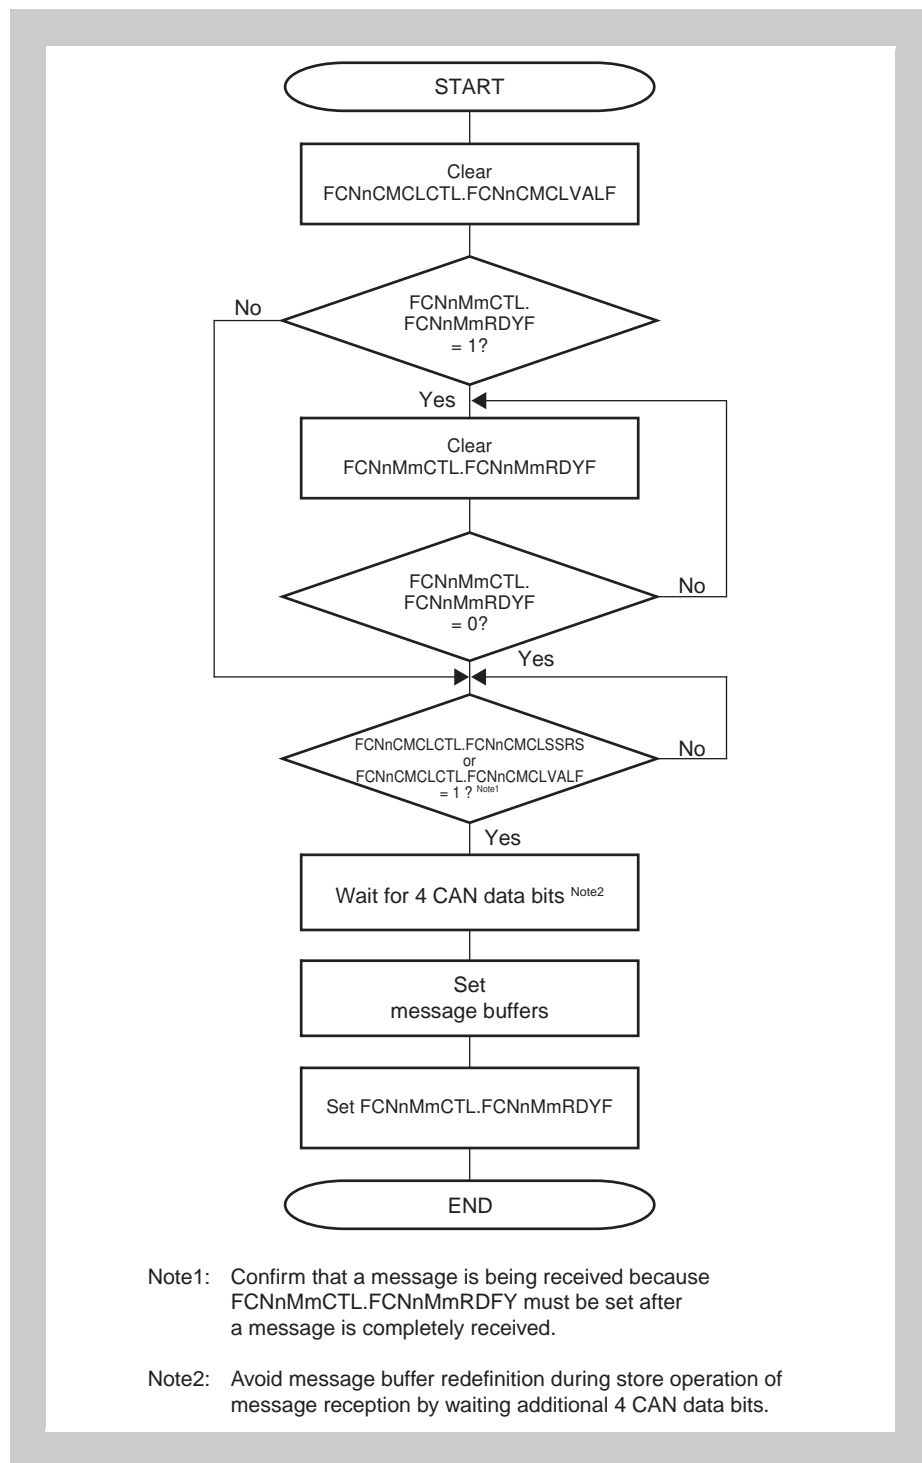 START
Clear
FCNnCMCLCTL.FCNnCMCLVALF
No
FCNnMmCTL.
FCNnMmRDYF
= 1?
Yes
Clear
FCNnMmCTL.FCNnMmRDYF
FCNnMmCTL.
FCNnMmRDYF
= 0?
No
Yes
FCNnCMCLCTL.FCNnCMCLSSRS
or
FCNnCMCLCTL.FCNnCMCLVALF
= 1 ? Note1
No
Yes
Wait for 4 CAN data bits Note2
Set
message buffers
Set FCNnMmCTL.FCNnMmRDYF
END
Note1: Confirm that a message is being received because
FCNnMmCTL.FCNnMmRDFY must be set after
a message is completely received.
Note2: Avoid message buffer redefinition during store operation of
message reception by waiting additional 4 CAN data bits.